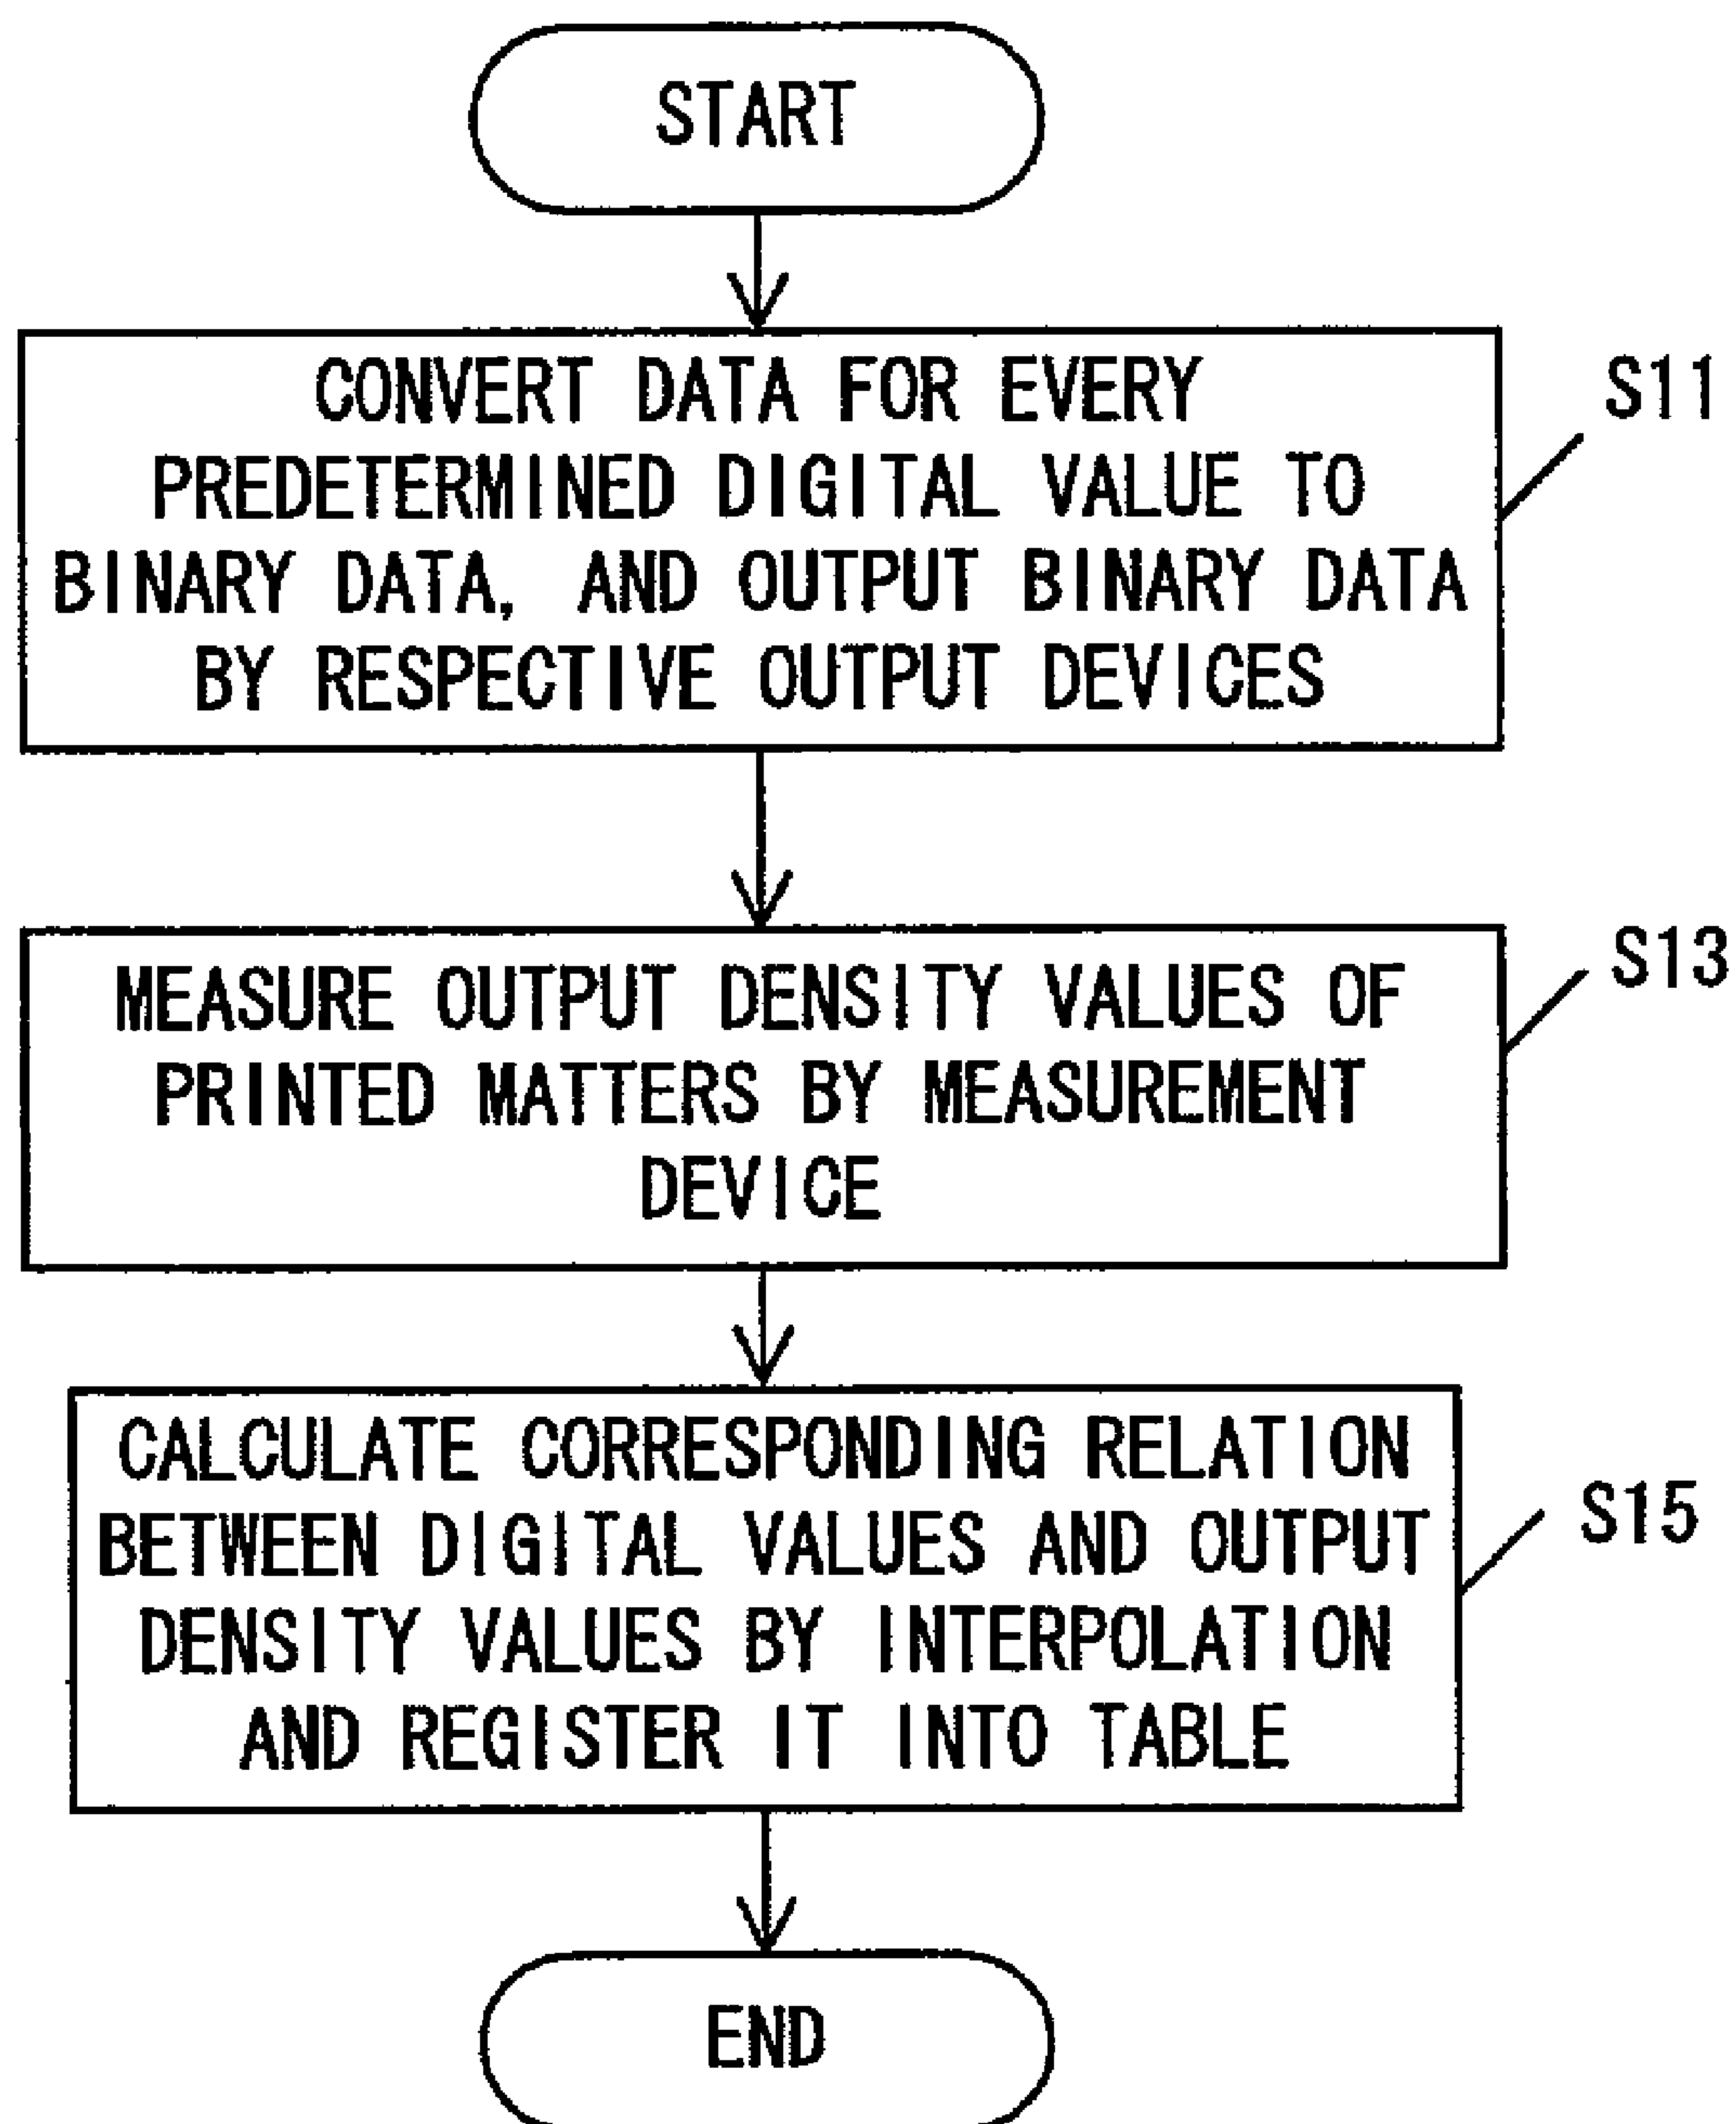 START
CONVERT DATA FOR EVERY
PREDETERMINED DIGITAL VALUE TO
BINARY DATA, AND OUTPUT BINARY DATA
BY RESPECTIVE OUTPUT DEVICES
S11
MEASURE OUTPUT DENSITY VALUES OF
PRINTED MATTERS BY MEASUREMENT
DEVICE
S13
CALCULATE CORRESPONDING RELATION
BETWEEN DIGITAL VALUES AND OUTPUT
DENSITY VALUES BY INTERPOLATION
AND REGISTER IT INTO TABLE
S15
END